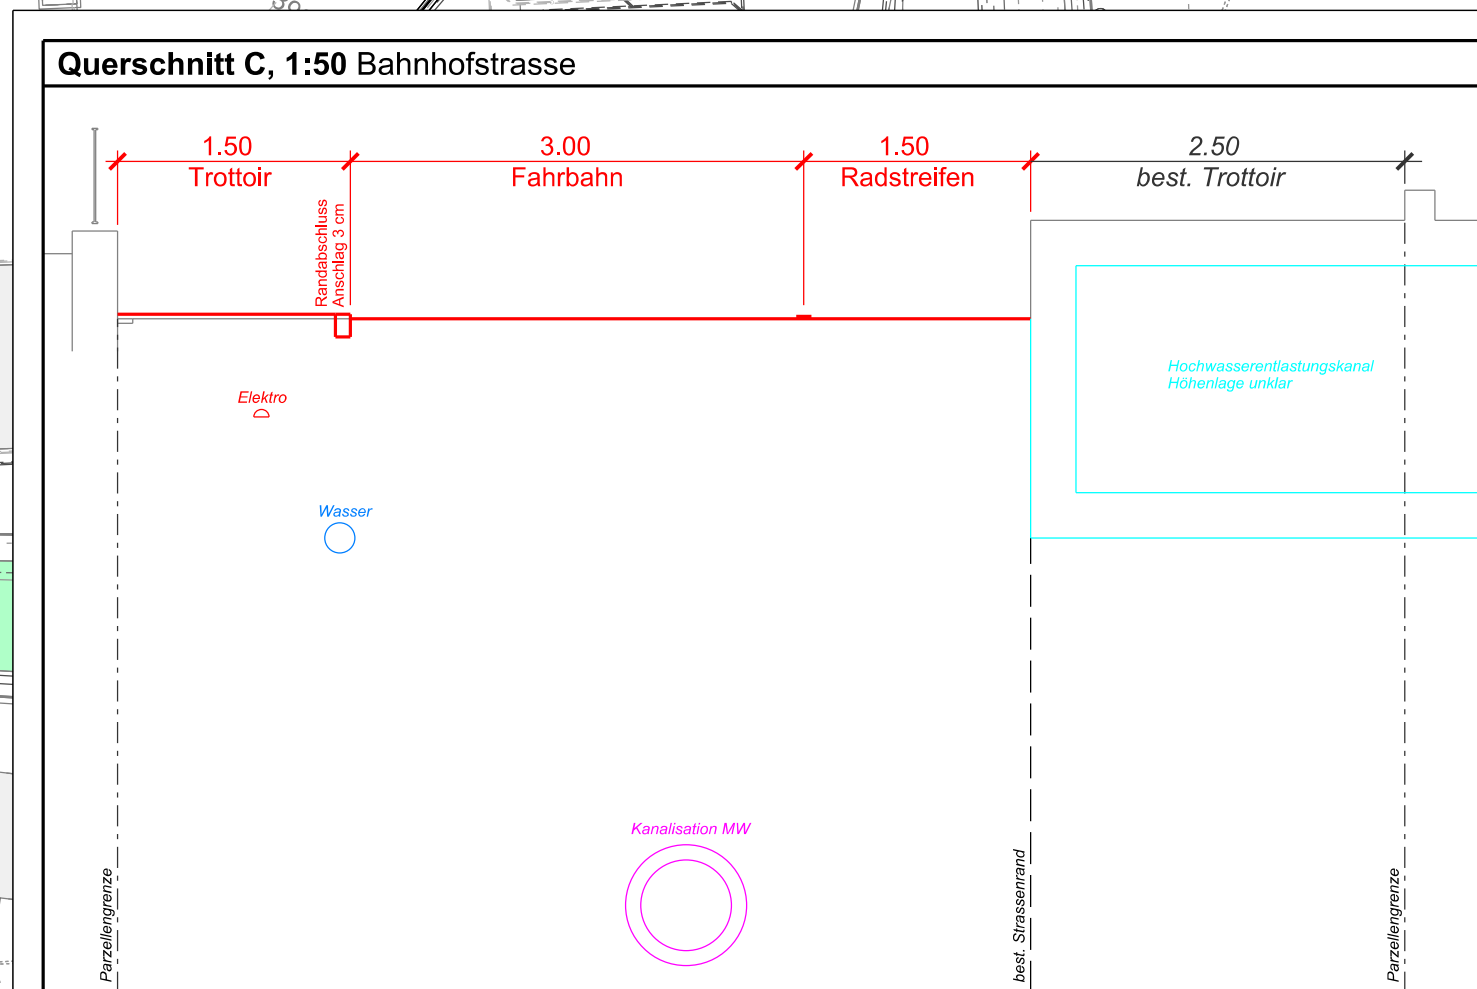 Querschnitt C, 1:50 Bahnhofstrasse
1.50
3.00
1.50
2.50
Trottoir
Fahrbahn
Radstreifen
best. Trottoir
Randabschluss
Anschlag 3 cm
Hochwasserentlastungskanal
Höhenlage unklar
Elektro
Wasser
Kanalisation MW
Parzellengrenze
best. Strassenrand
Parzellengrenze